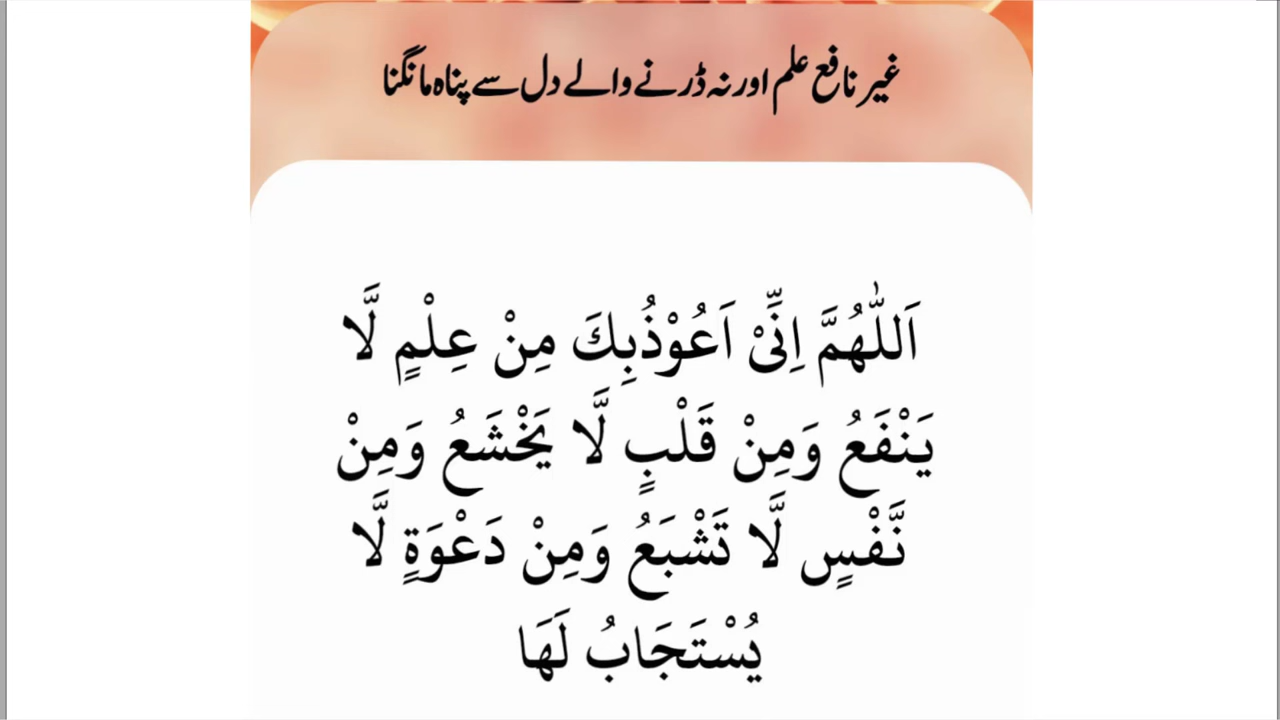 غیر نافع علم اور نہ ڈرنے والے دل سے پناہ مانگنا
اَللّٰهُمَّ اِنِّىْ اَعُوْذُبِكَ مِنْ عِلْمٍ لَّا
يَنْفَعُ وَمِنْ قَلْبٍ لَّا يَخْشَعُ وَمِنْ
نَّفْسٍ لَّا تَشْبَعُ وَمِنْ دَعْوَةٍ لَّا
يُسْتَجَابُ لَهَا